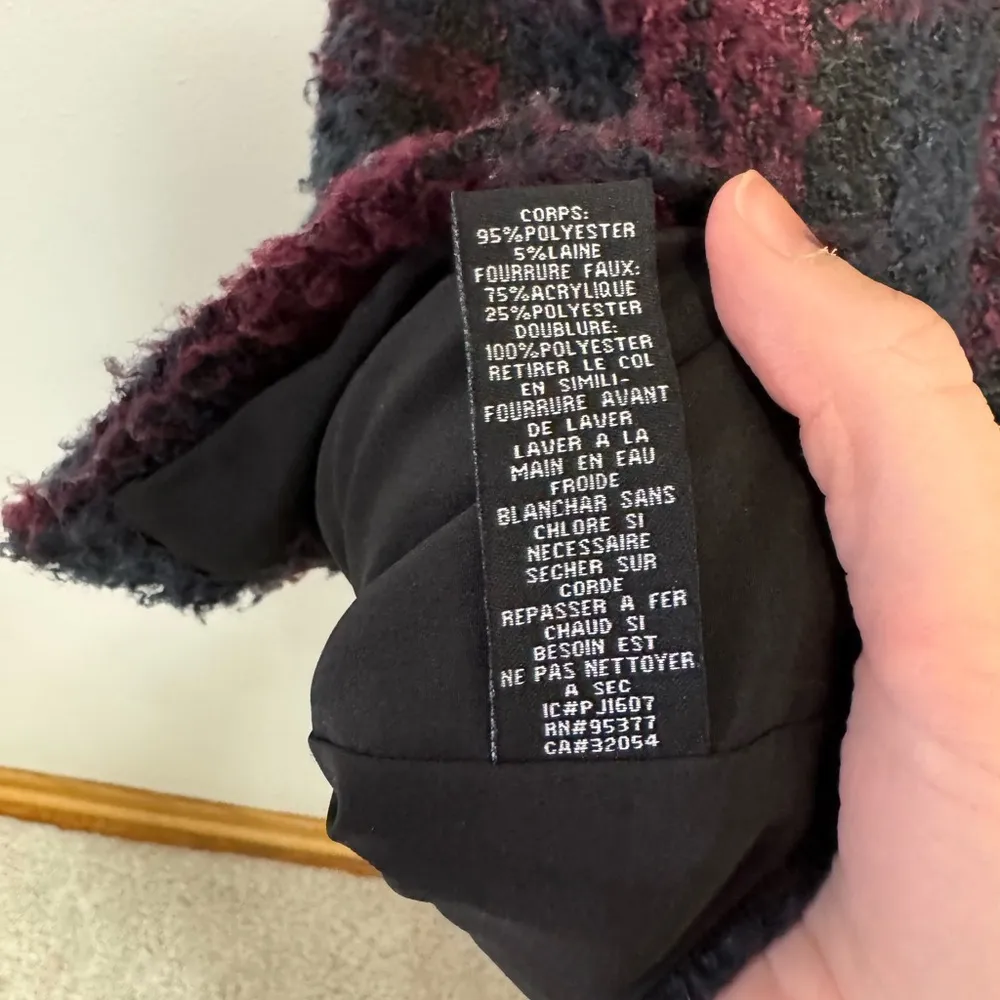 CORPS:
95%POLYESTER
5%LAINE
FOURRURE FAUX:
75%ACRYLIQUE
25%POLYESTER
DOUBLURE:
100%POLYESTER
RETIRER LE COL
EN SIMILI-
FOURRURE AVANT
DE LAVER
LAVER A LA
MAIN EN EAU
FROIDE
BLANCHAR SANS
CHLORE SI
NECESSAIRE
SECHER SUR
CORDE
REPASSER A FER
CHAUD SI
BESOIN EST
NE PAS NETTOYER
A SEC
IC#PJ1607
RN#95377
CA#32054